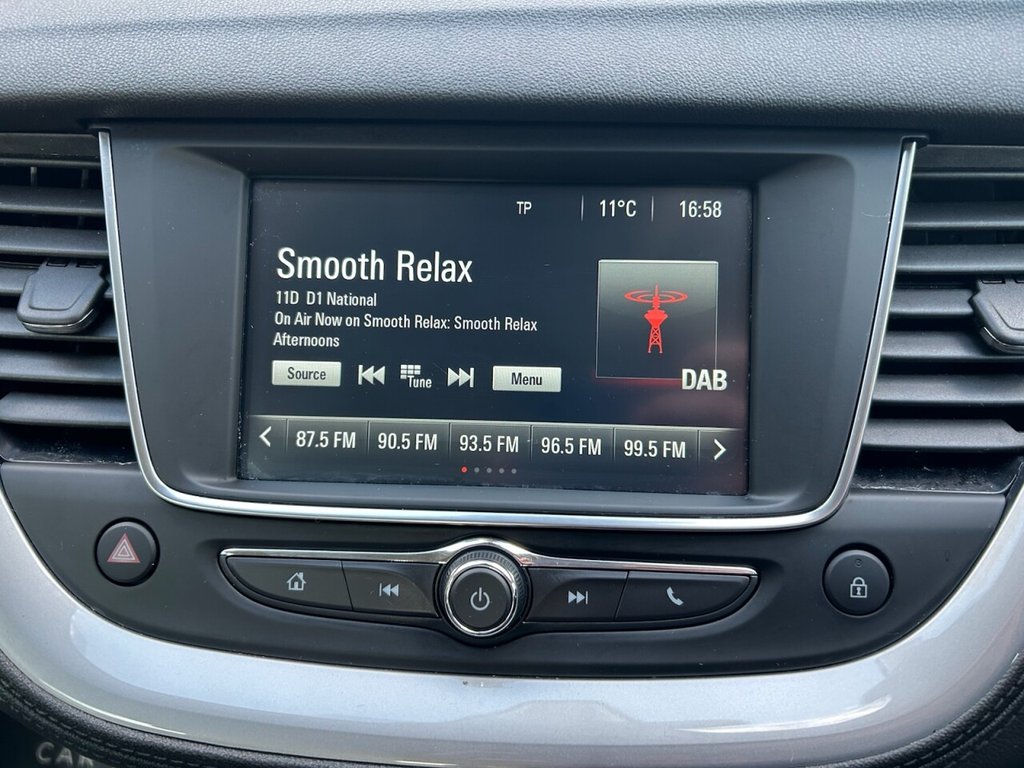 TP 11°C 16:58
Smooth Relax
11D D1 National
On Air Now on Smooth Relax: Smooth Relax
Afternoons
DAB
Source Tune Menu
87.5 FM 90.5 FM 93.5 FM 96.5 FM 99.5 FM
CAR